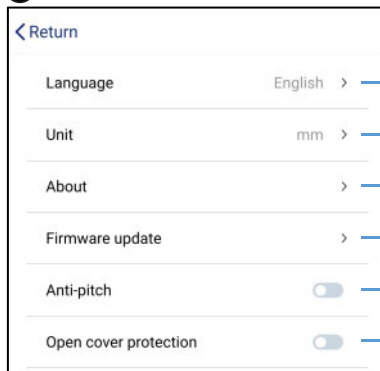 Return
Language English
Unit mm
About
Firmware update
Anti-pitch
Open cover protection